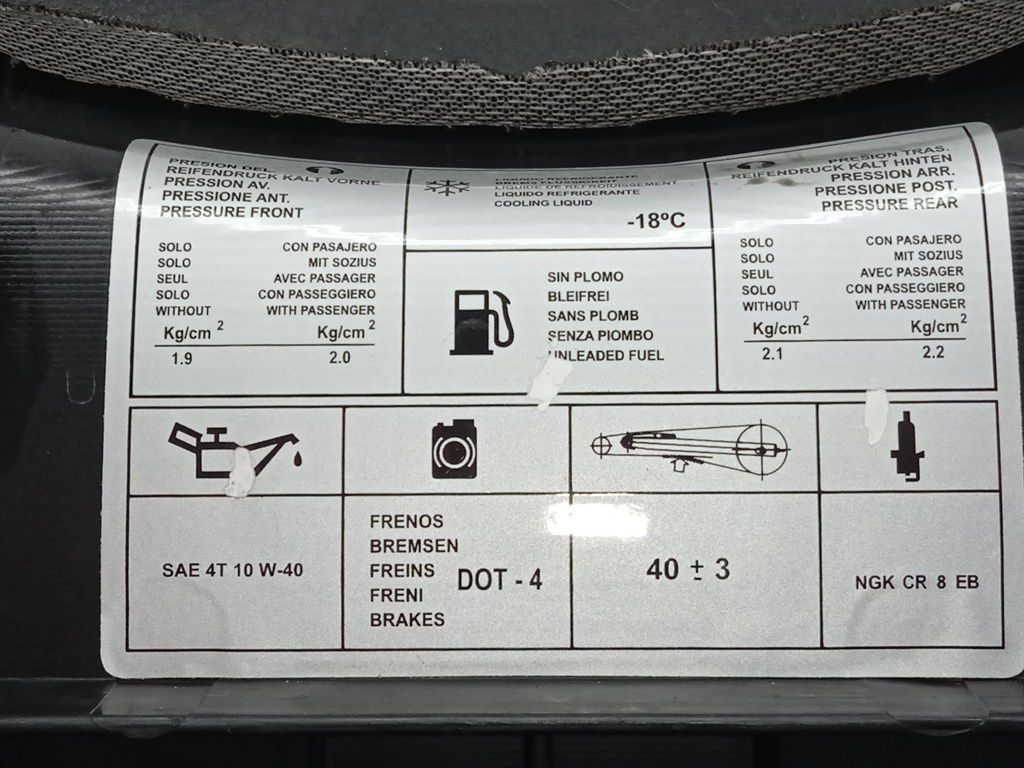 PRESION DEL.
REIFENDRUCK KALT VORNE
PRESSION AV.
PRESSIONE ANT.
PRESSURE FRONT
SOLO CON PASAJERO
SOLO MIT SOZIUS
SEUL AVEC PASSAGER
SOLO CON PASSEGGIERO
WITHOUT WITH PASSENGER
Kg/cm² Kg/cm²
1.9 2.0
LIQUIDO REFRIGERANTE
LIQUIDE DE REFROIDISSEMENT
LIQUIDO REFRIGERANTE
COOLING LIQUID
-18ºC
SIN PLOMO
BLEIFREI
SANS PLOMB
SENZA PIOMBO
UNLEADED FUEL
PRESION TRAS.
REIFENDRUCK KALT HINTEN
PRESSION ARR.
PRESSIONE POST.
PRESSURE REAR
SOLO CON PASAJERO
SOLO MIT SOZIUS
SEUL AVEC PASSAGER
SOLO CON PASSEGGIERO
WITHOUT WITH PASSENGER
Kg/cm² Kg/cm²
2.1 2.2
SAE 4T 10 W-40
FRENOS
BREMSEN
FREINS
FRENI
BRAKES
DOT - 4
40 ± 3
NGK CR 8 EB